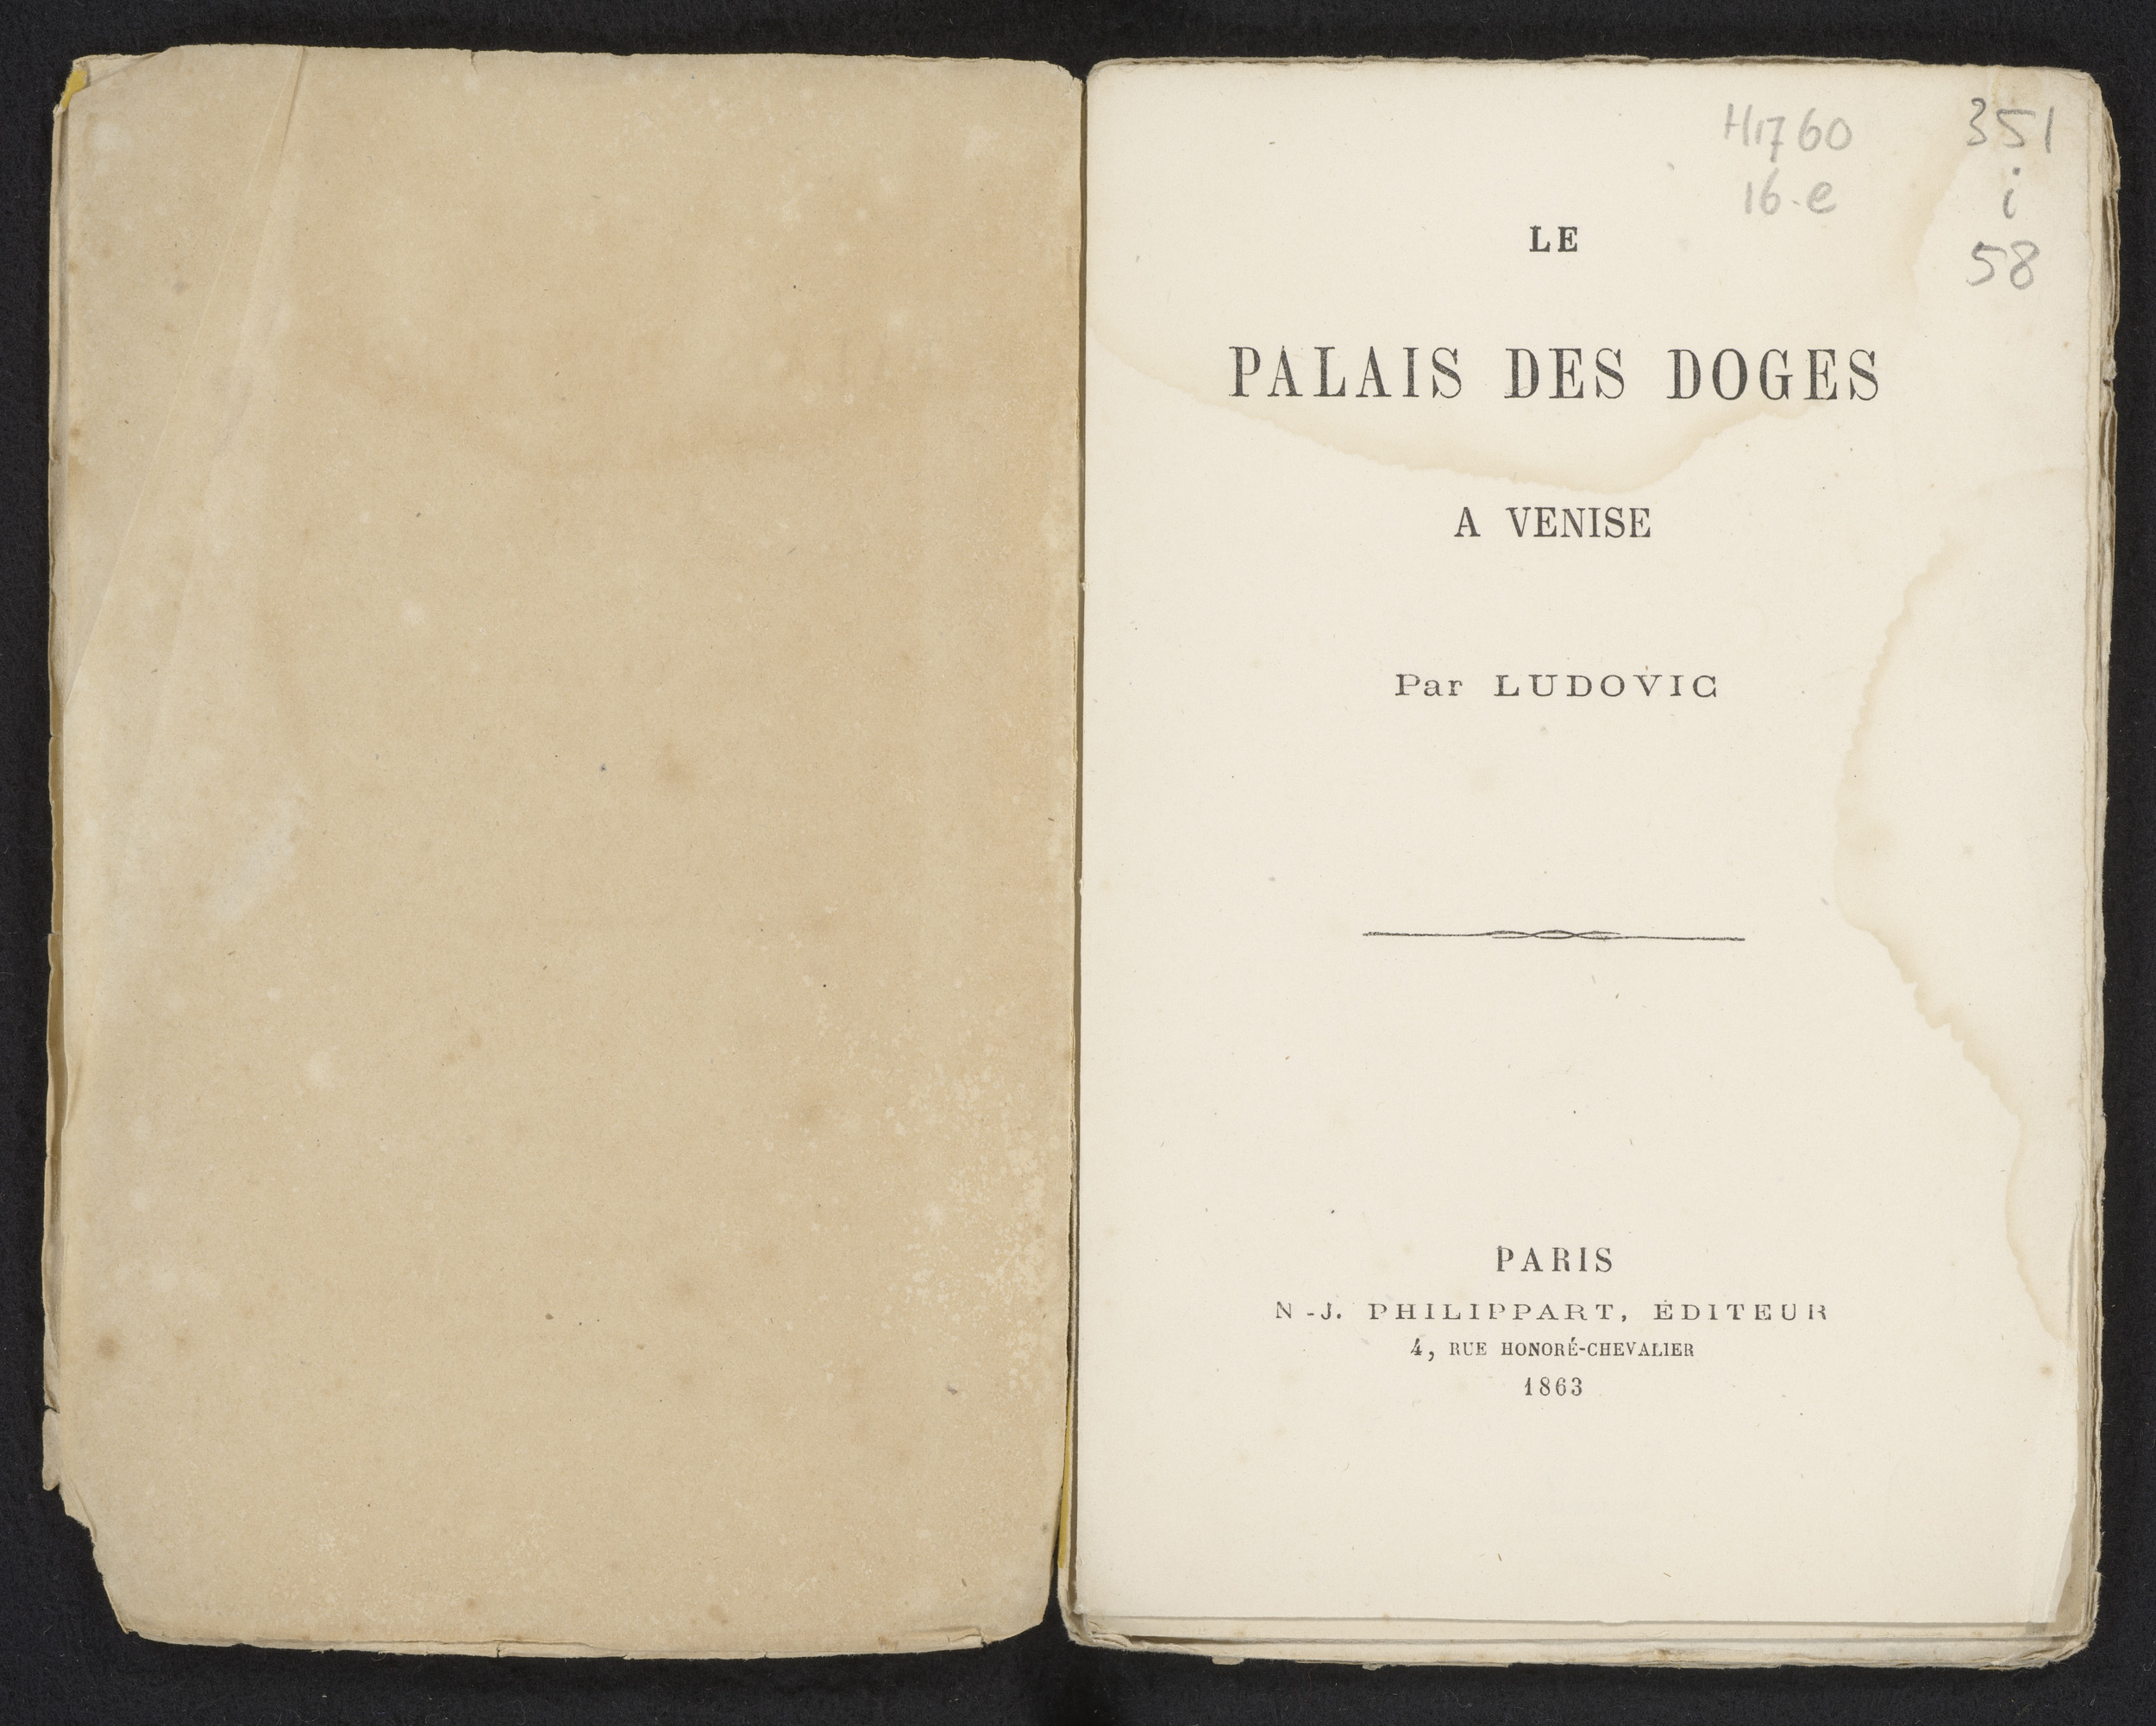 H1760
16.e
351
i
58
LE
PALAIS DES DOGES
A VENISE
Par LUDOVIC
PARIS
N.-J. PHILIPPART, ÉDITEUR
4, RUE HONORÉ-CHEVALIER
1863